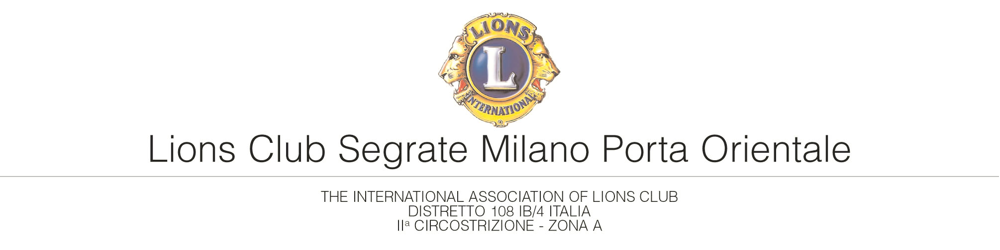 LIONS
L
INTERNATIONAL
®
Lions Club Segrate Milano Porta Orientale
THE INTERNATIONAL ASSOCIATION OF LIONS CLUB
DISTRETTO 108 IB/4 ITALIA
IIª CIRCOSTRIZIONE - ZONA A